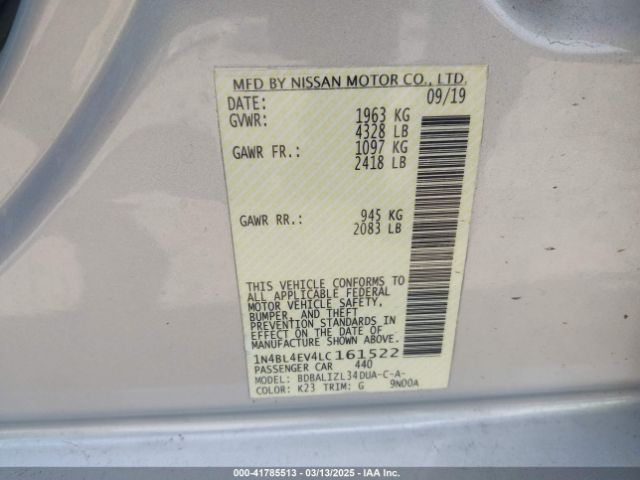 MFD BY NISSAN MOTOR CO., LTD.
DATE: 09/19
GVWR: 1963 KG
4328 LB
GAWR FR.: 1097 KG
2418 LB
GAWR RR.: 945 KG
2083 LB
THIS VEHICLE CONFORMS TO
ALL APPLICABLE FEDERAL
MOTOR VEHICLE SAFETY,
BUMPER, AND THEFT
PREVENTION STANDARDS IN
EFFECT ON THE DATE OF
MANUFACTURE SHOWN ABOVE.
1N4BL4EV4LC161522
PASSENGER CAR 440
MODEL: BDBALIZL34DUA-C-A-
COLOR: K23 TRIM: G 9N00A
000-41785513 — 03/13/2025 — IAA Inc.